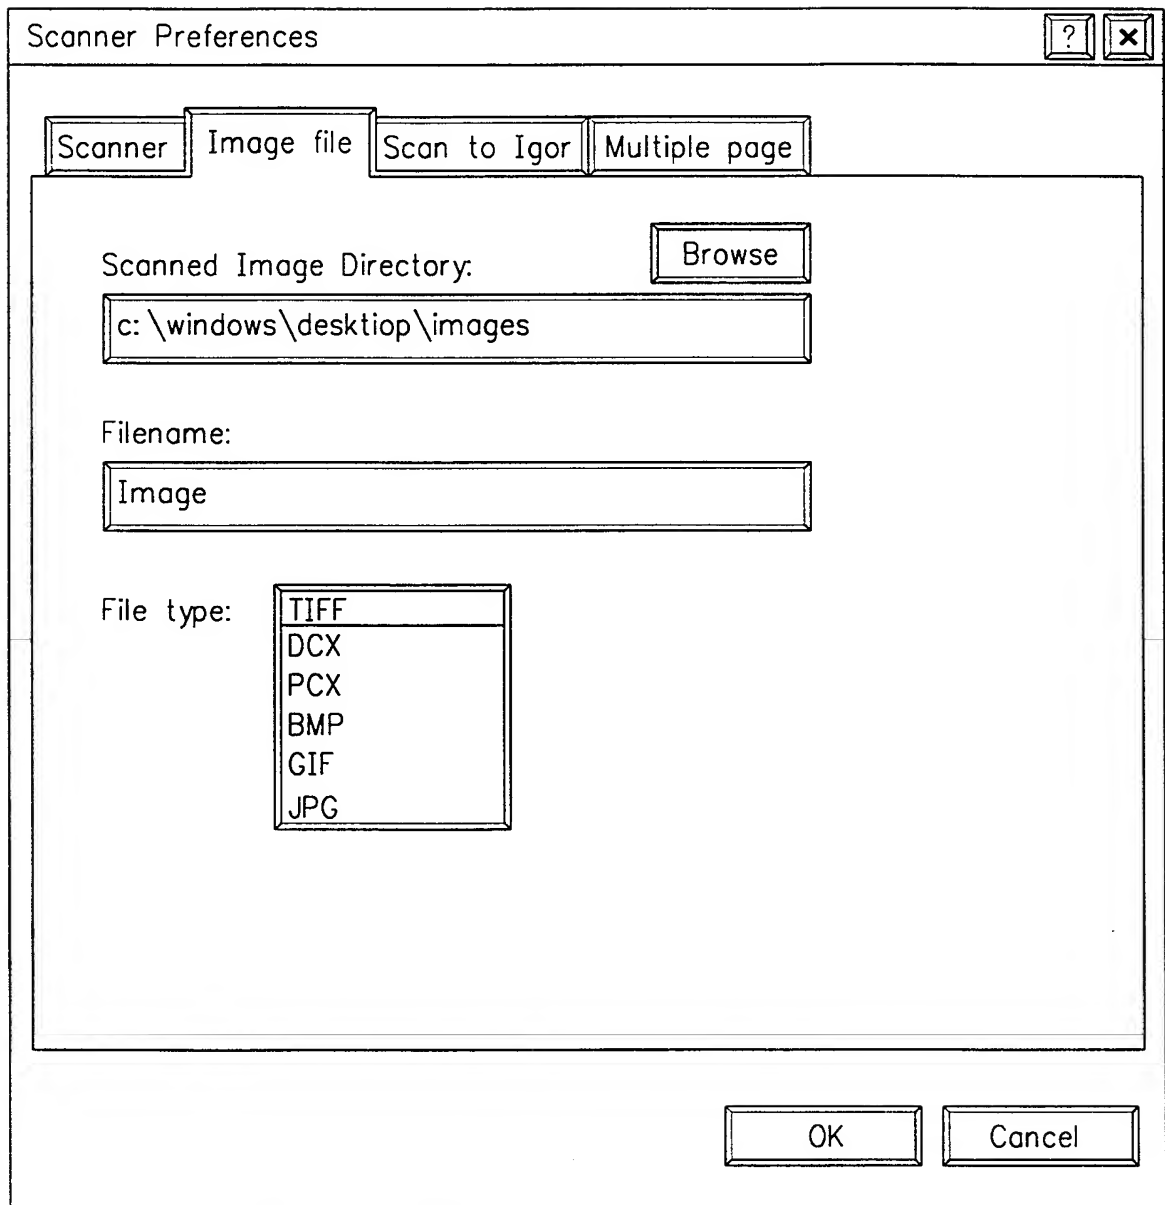 Scanner Preferences ? ×
Scanner Image file Scan to Igor Multiple page
Browse
Scanned Image Directory:
c:\windows\desktiop\images
Filename:
Image
File type:
TIFF
DCX
PCX
BMP
GIF
JPG
OK Cancel